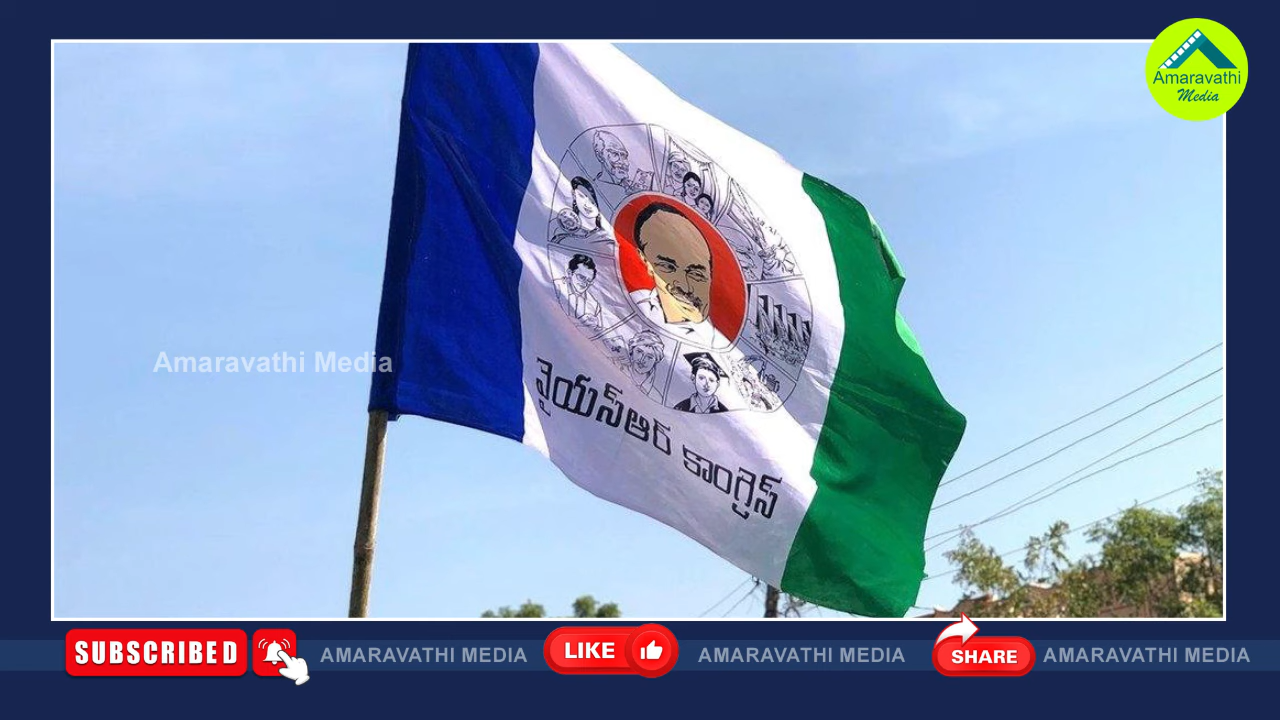 Amaravathi
Media
Amaravathi Media
వైయస్ఆర్ కాంగ్రెస్
SUBSCRIBED
AMARAVATHI MEDIA
LIKE
AMARAVATHI MEDIA
SHARE
AMARAVATHI MEDIA